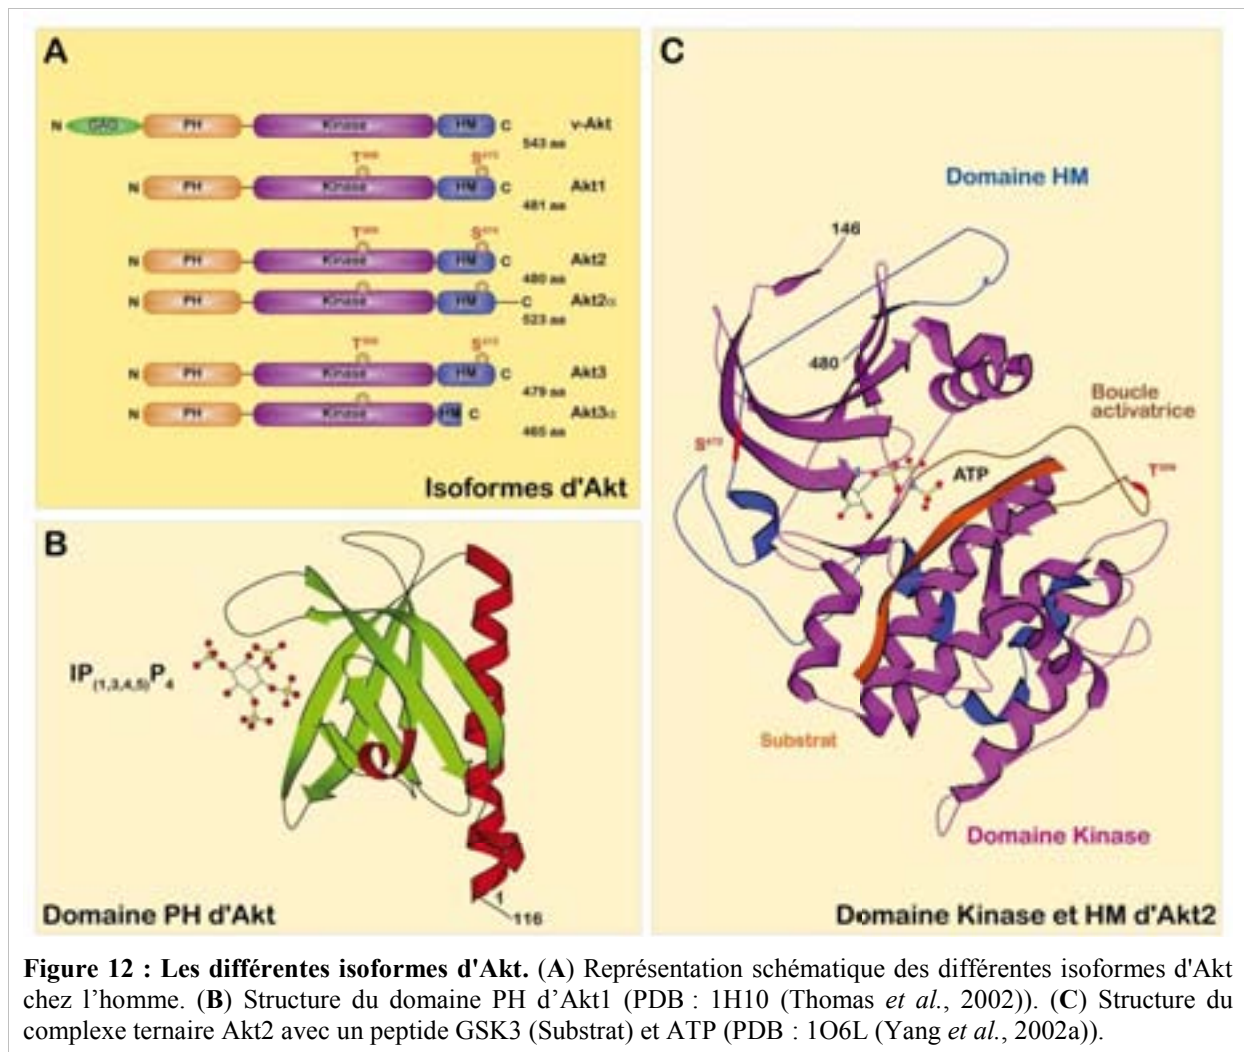 A
N GAG PH Kinase HM C v-Akt
543 aa
T S
N PH Kinase HM C Akt1
481 aa
T S
N PH Kinase HM C Akt2
480 aa
N PH Kinase HM C Akt2α
523 aa
T S
N PH Kinase HM C Akt3
479 aa
N PH Kinase HM C Akt3α
465 aa
Isoformes d'Akt
B
IP(1,3,4,5)P4
1
116
Domaine PH d'Akt
C
Domaine HM
146
480
Boucle
activatrice
S
ATP
T
Substrat
Domaine Kinase
Domaine Kinase et HM d'Akt2
Figure 12 : Les différentes isoformes d'Akt. (A) Représentation schématique des différentes isoformes d'Akt
chez l’homme. (B) Structure du domaine PH d’Akt1 (PDB : 1H10 (Thomas et al., 2002)). (C) Structure du
complexe ternaire Akt2 avec un peptide GSK3 (Substrat) et ATP (PDB : 1O6L (Yang et al., 2002a)).